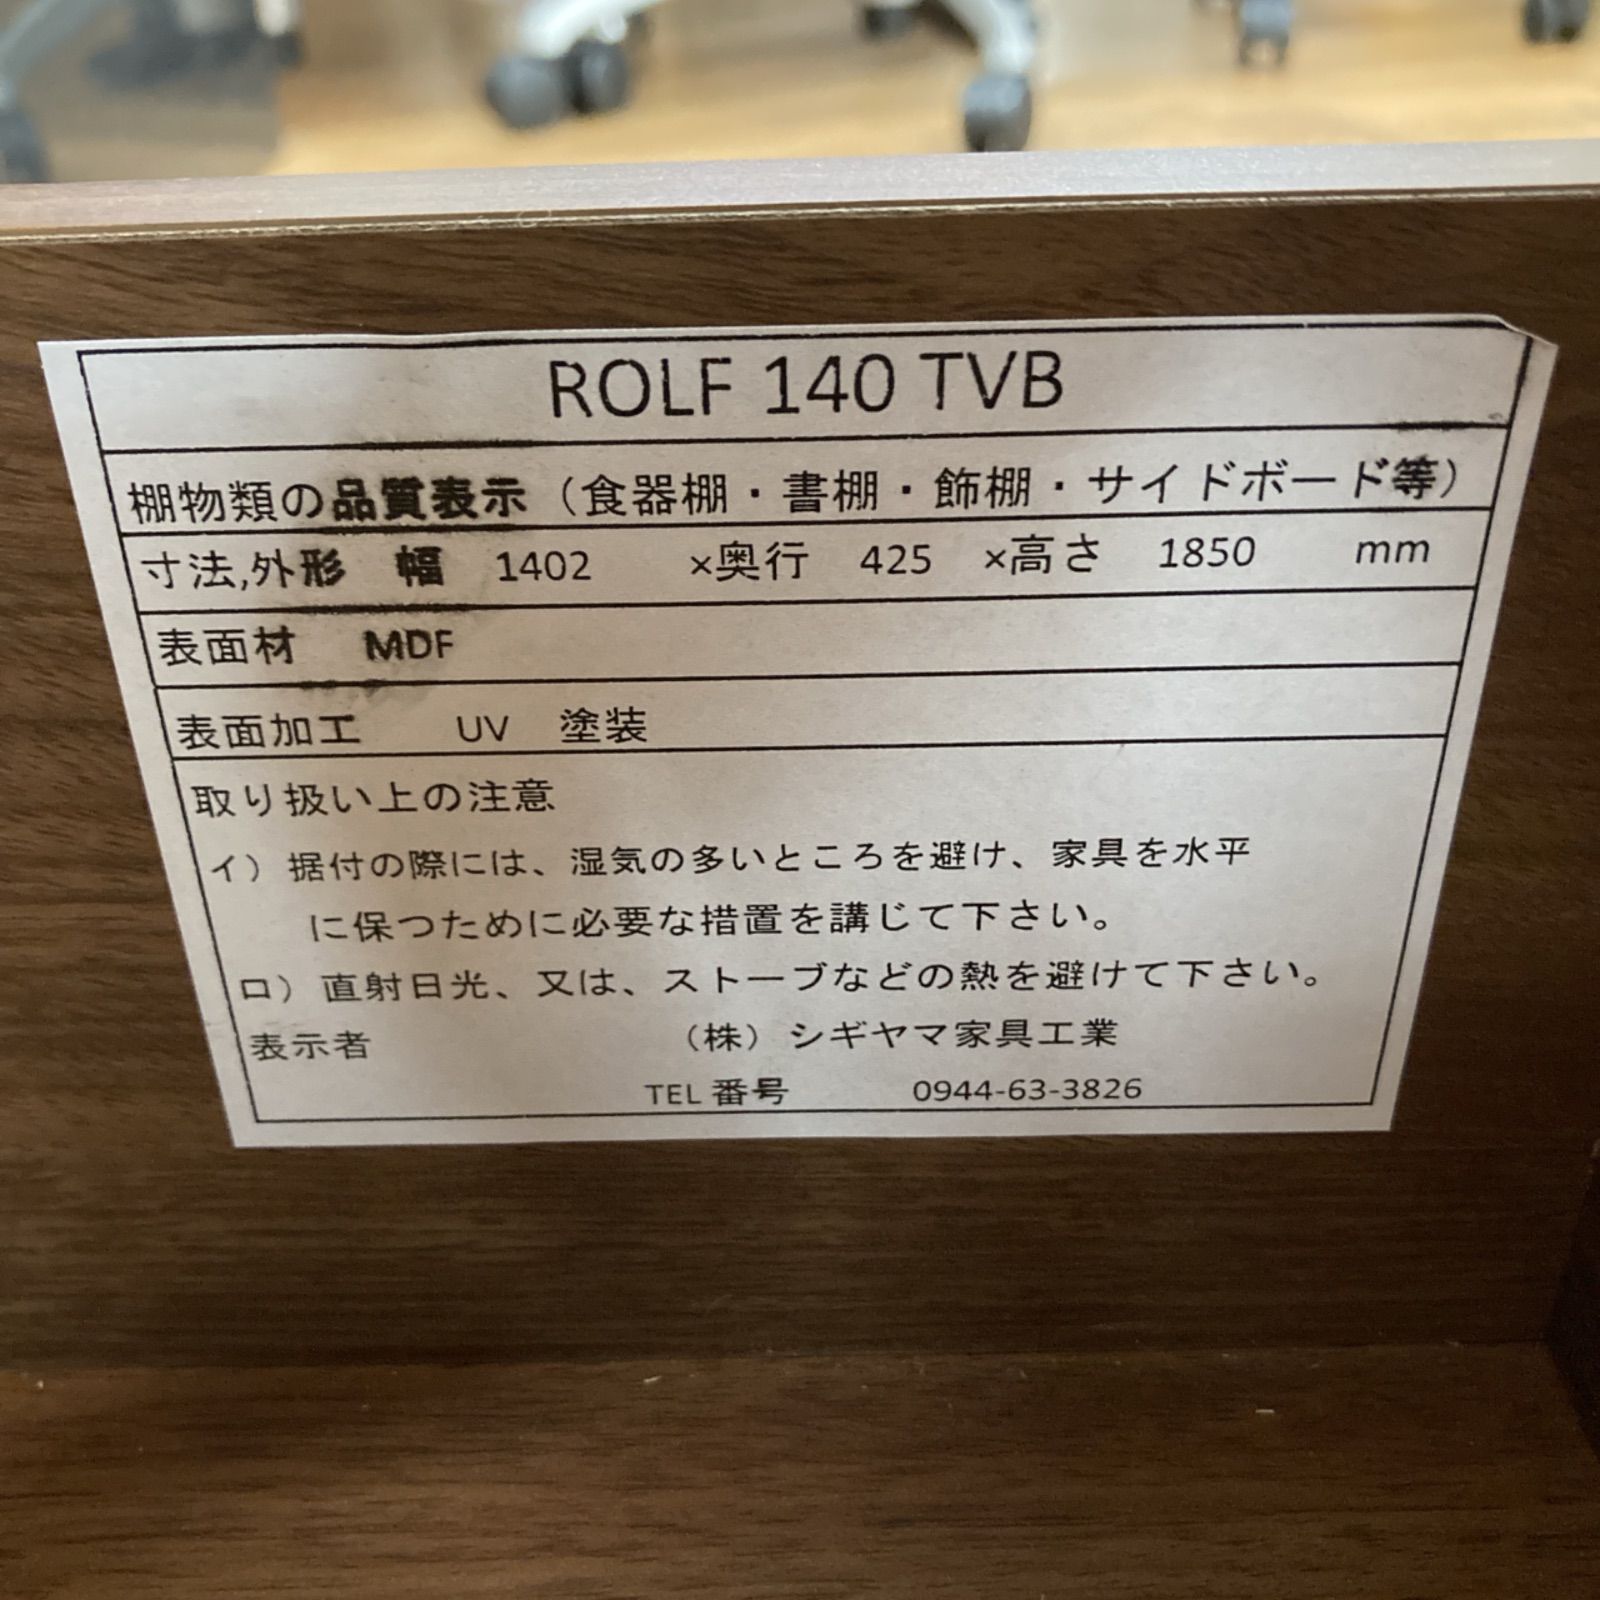 ROLF 140 TVB
棚物類の品質表示（食器棚・書棚・飾棚・サイドボード等）
寸法,外形　幅　1402　×奥行　425　×高さ　1850　mm
表面材　MDF
表面加工　UV　塗装
取り扱い上の注意
イ）据付の際には、湿気の多いところを避け、家具を水平
に保つために必要な措置を講じて下さい。
ロ）直射日光、又は、ストーブなどの熱を避けて下さい。
表示者　（株）シギヤマ家具工業
TEL 番号　0944-63-3826